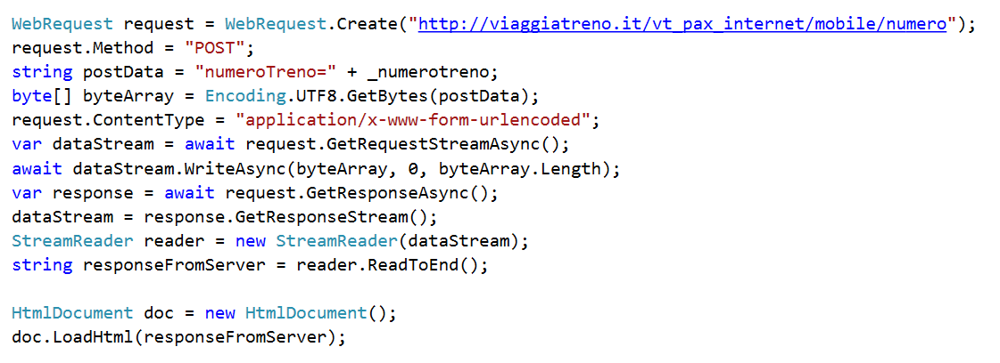 WebRequest request = WebRequest.Create("http://viaggiatreno.it/vt_pax_internet/mobile/numero");
request.Method = "POST";
string postData = "numeroTreno=" + _numerotreno;
byte[] byteArray = Encoding.UTF8.GetBytes(postData);
request.ContentType = "application/x-www-form-urlencoded";
var dataStream = await request.GetRequestStreamAsync();
await dataStream.WriteAsync(byteArray, 0, byteArray.Length);
var response = await request.GetResponseAsync();
dataStream = response.GetResponseStream();
StreamReader reader = new StreamReader(dataStream);
string responseFromServer = reader.ReadToEnd();

HtmlDocument doc = new HtmlDocument();
doc.LoadHtml(responseFromServer);